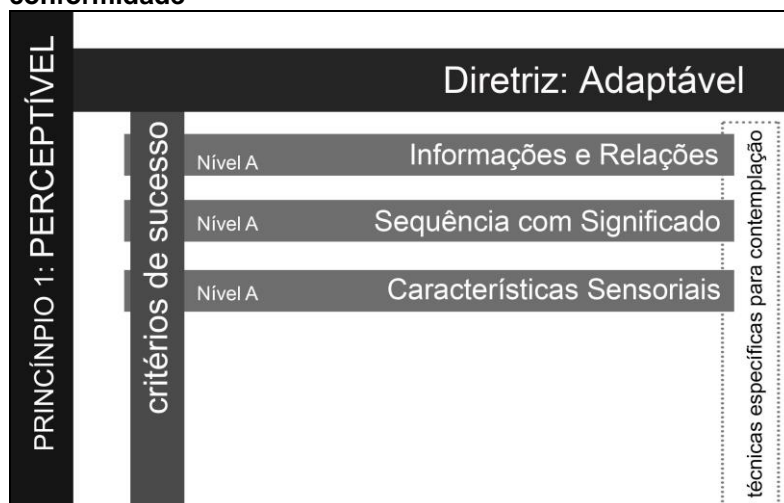 conformidade
PRINCÍNPIO 1: PERCEPTÍVEL
Diretriz: Adaptável
critérios de sucesso
Nível A
Informações e Relações
Nível A
Sequência com Significado
Nível A
Características Sensoriais
técnicas específicas para contemplação